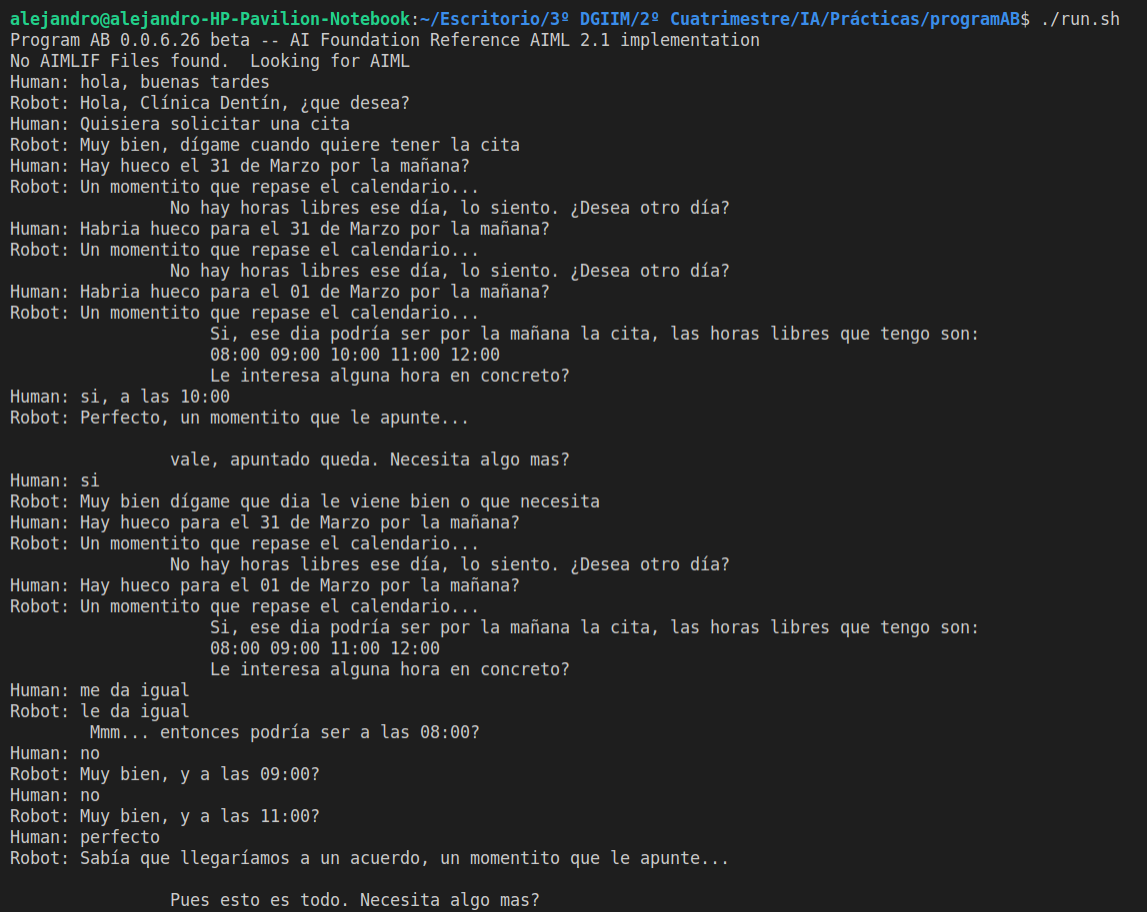 alejandro@alejandro-HP-Pavilion-Notebook:~/Escritorio/3º DGIIM/2º Cuatrimestre/IA/Prácticas/programAB$ ./run.sh
Program AB 0.0.6.26 beta -- AI Foundation Reference AIML 2.1 implementation
No AIMLIF Files found.  Looking for AIML
Human: hola, buenas tardes
Robot: Hola, Clínica Dentín, ¿que desea?
Human: Quisiera solicitar una cita
Robot: Muy bien, dígame cuando quiere tener la cita
Human: Hay hueco el 31 de Marzo por la mañana?
Robot: Un momentito que repase el calendario...
No hay horas libres ese día, lo siento. ¿Desea otro día?
Human: Habria hueco para el 31 de Marzo por la mañana?
Robot: Un momentito que repase el calendario...
No hay horas libres ese día, lo siento. ¿Desea otro día?
Human: Habria hueco para el 01 de Marzo por la mañana?
Robot: Un momentito que repase el calendario...
Si, ese dia podría ser por la mañana la cita, las horas libres que tengo son:
08:00 09:00 10:00 11:00 12:00
Le interesa alguna hora en concreto?
Human: si, a las 10:00
Robot: Perfecto, un momentito que le apunte...
vale, apuntado queda. Necesita algo mas?
Human: si
Robot: Muy bien dígame que dia le viene bien o que necesita
Human: Hay hueco para el 31 de Marzo por la mañana?
Robot: Un momentito que repase el calendario...
No hay horas libres ese día, lo siento. ¿Desea otro día?
Human: Hay hueco para el 01 de Marzo por la mañana?
Robot: Un momentito que repase el calendario...
Si, ese dia podría ser por la mañana la cita, las horas libres que tengo son:
08:00 09:00 11:00 12:00
Le interesa alguna hora en concreto?
Human: me da igual
Robot: le da igual
Mmm... entonces podría ser a las 08:00?
Human: no
Robot: Muy bien, y a las 09:00?
Human: no
Robot: Muy bien, y a las 11:00?
Human: perfecto
Robot: Sabía que llegaríamos a un acuerdo, un momentito que le apunte...
Pues esto es todo. Necesita algo mas?